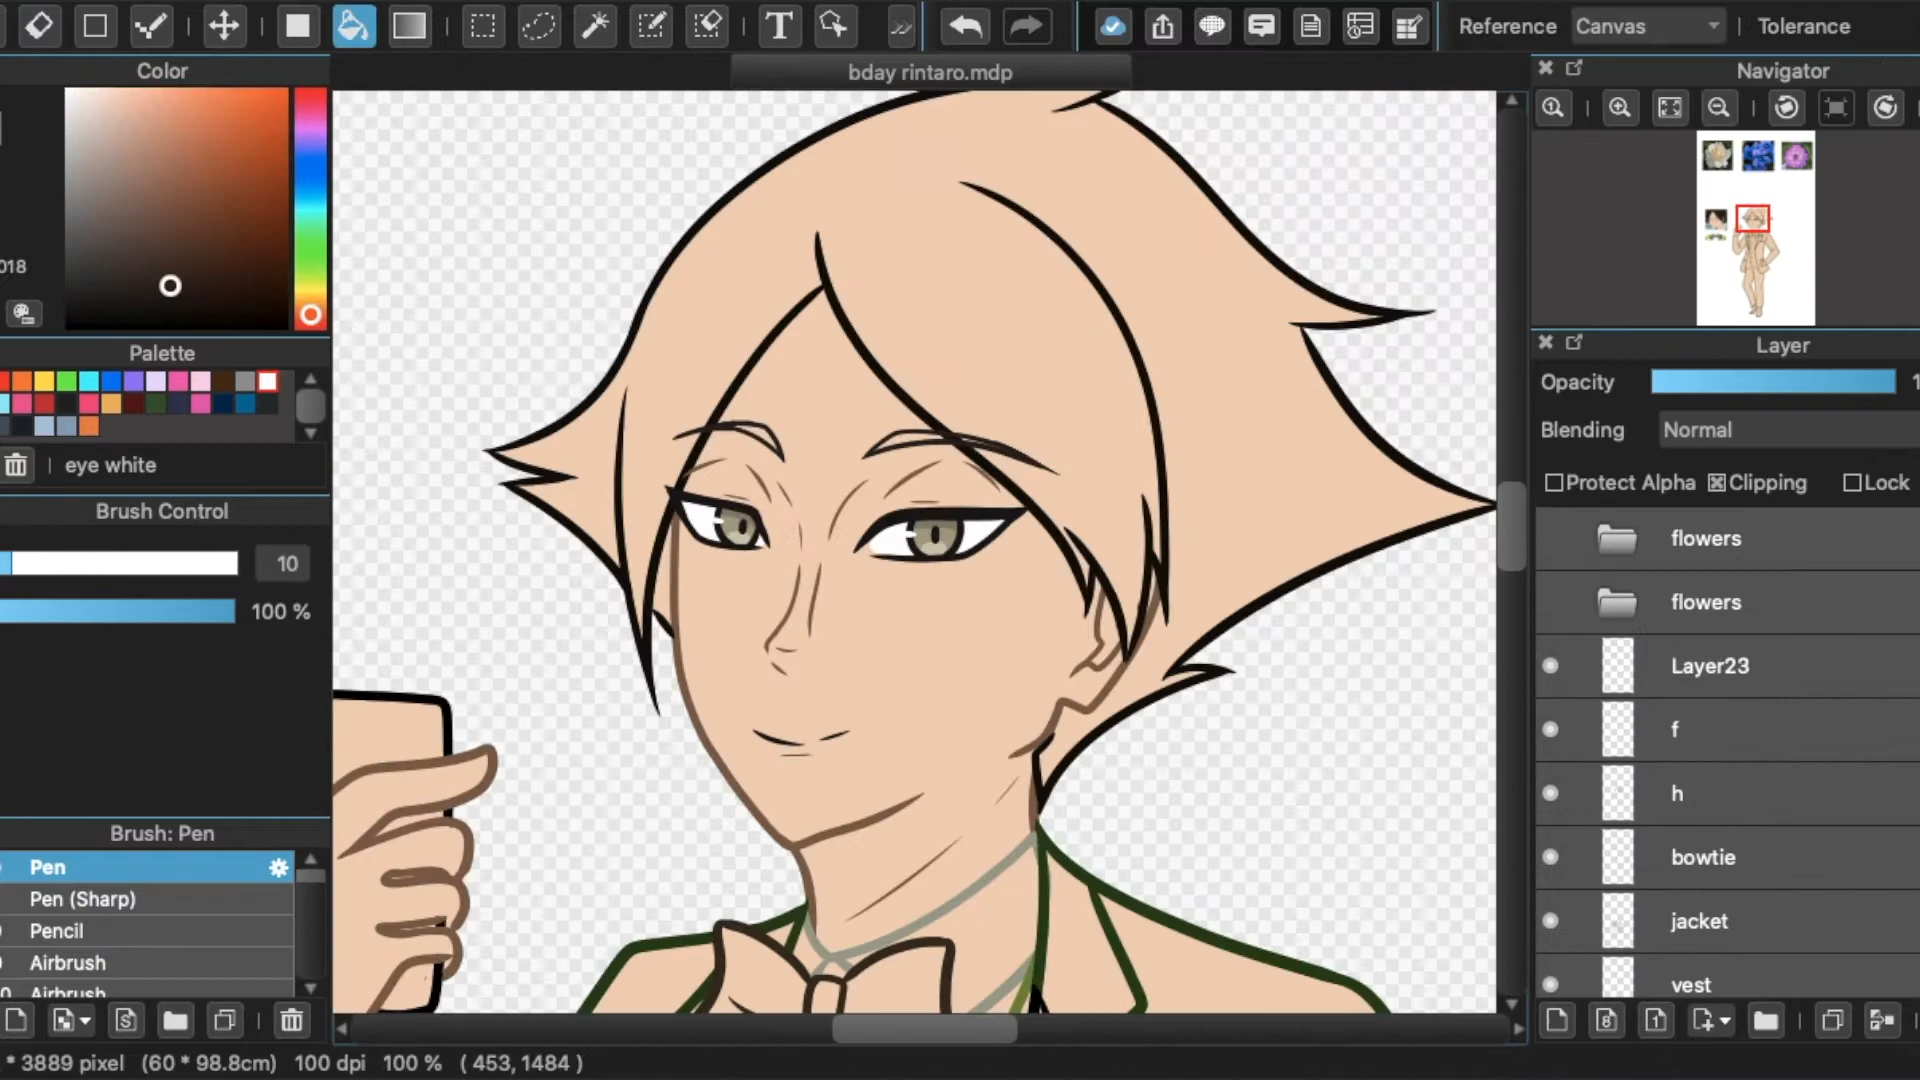 T
Reference
Canvas
Tolerance
Color
bday rintaro.mdp
Navigator
018
Palette
Layer
Opacity
1
Blending
Normal
eye white
Protect Alpha
Clipping
Lock
Brush Control
flowers
10
flowers
100 %
Layer23
f
h
Brush: Pen
bowtie
Pen
Pen (Sharp)
jacket
Pencil
Airbrush
vest
0
Airbrush
* 3889 pixel
(60 * 98.8cm)
100 dpi
100 %
( 453, 1484 )